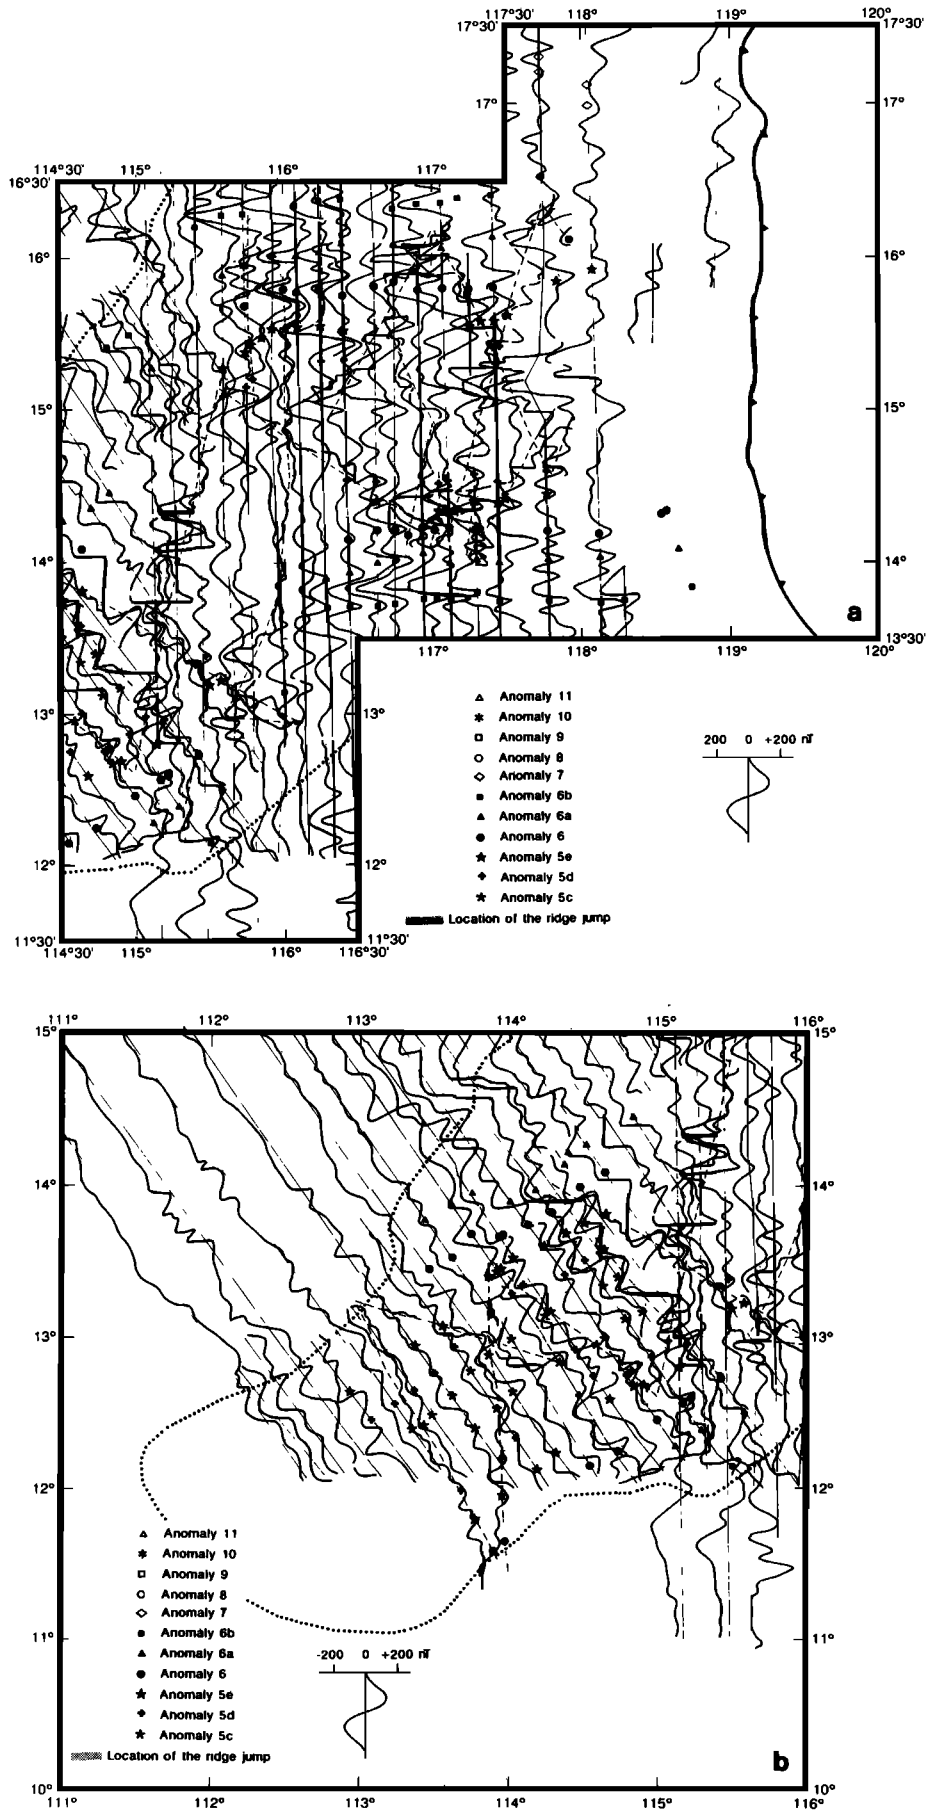 117°30' 118° 119° 120°
17°30' 17°30'
17° 17°
114°30' 115° 116° 117°
16°30'
16° 16°
15° 15°
14° 14°
a
13°30'
117° 118° 119° 120°
13° 13°
12° 12°
11°30' 11°30'
114°30' 115° 116° 116°30'
Anomaly 11
Anomaly 10
Anomaly 9
Anomaly 8
Anomaly 7
Anomaly 6b
Anomaly 6a
Anomaly 6
Anomaly 5e
Anomaly 5d
Anomaly 5c
Location of the ridge jump
200 0 +200 nT
111° 112° 113° 114° 115° 116°
15° 15°
14° 14°
13° 13°
12° 12°
11° 11°
10° 10°
Anomaly 11
Anomaly 10
Anomaly 9
Anomaly 8
Anomaly 7
Anomaly 6b
Anomaly 6a
Anomaly 6
Anomaly 5e
Anomaly 5d
Anomaly 5c
Location of the ridge jump
-200 0 +200 nT
b
111° 112° 113° 114° 115° 116°